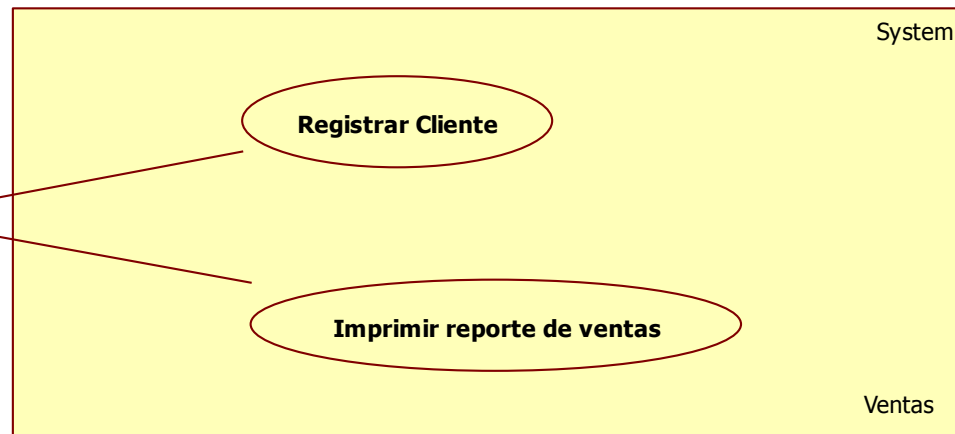 System
Registrar Cliente
Imprimir reporte de ventas
Ventas